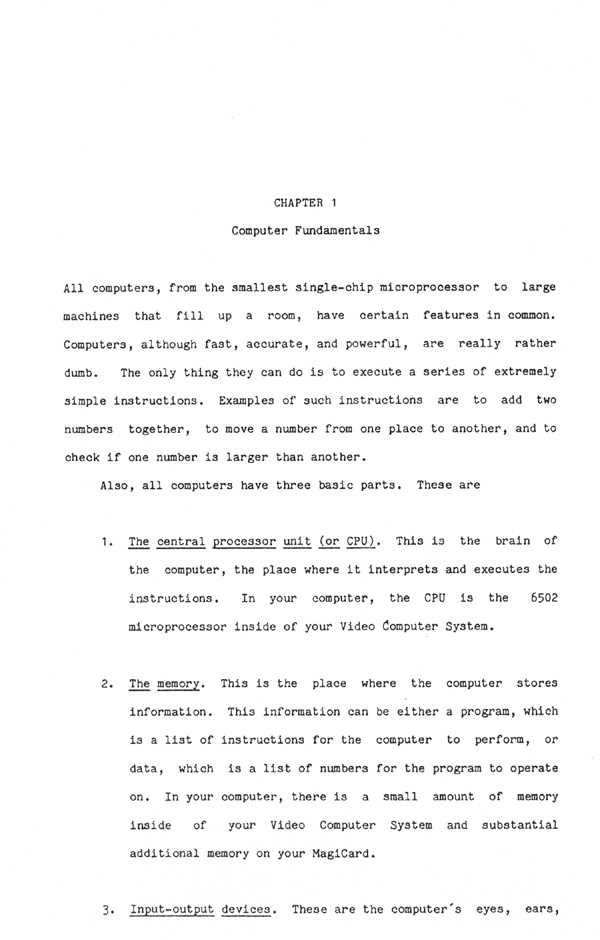 CHAPTER 1
Computer Fundamentals
All computers, from the smallest single-chip microprocessor to large
machines that fill up a room, have certain features in common.
Computers, although fast, accurate, and powerful, are really rather
dumb. The only thing they can do is to execute a series of extremely
simple instructions. Examples of such instructions are to add two
numbers together, to move a number from one place to another, and to
check if one number is larger than another.
Also, all computers have three basic parts. These are
1. The central processor unit (or CPU). This is the brain of
the computer, the place where it interprets and executes the
instructions. In your computer, the CPU is the 6502
microprocessor inside of your Video Computer System.
2. The memory. This is the place where the computer stores
information. This information can be either a program, which
is a list of instructions for the computer to perform, or
data, which is a list of numbers for the program to operate
on. In your computer, there is a small amount of memory
inside of your Video Computer System and substantial
additional memory on your MagiCard.
3. Input-output devices. These are the computer's eyes, ears,